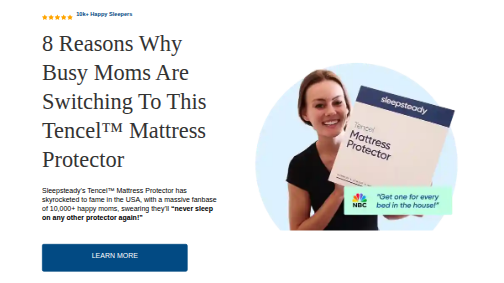 10k+ Happy Sleepers
8 Reasons Why
Busy Moms Are
Switching To This
Tencel™ Mattress
Protector
Sleepsteady's Tencel™ Mattress Protector has
skyrocketed to fame in the USA, with a massive fanbase
of 10,000+ happy moms, swearing they'll "never sleep
on any other protector again!"
LEARN MORE
sleepsteady
Tencel
Mattress
Protector
NBC
"Get one for every
bed in the house!"